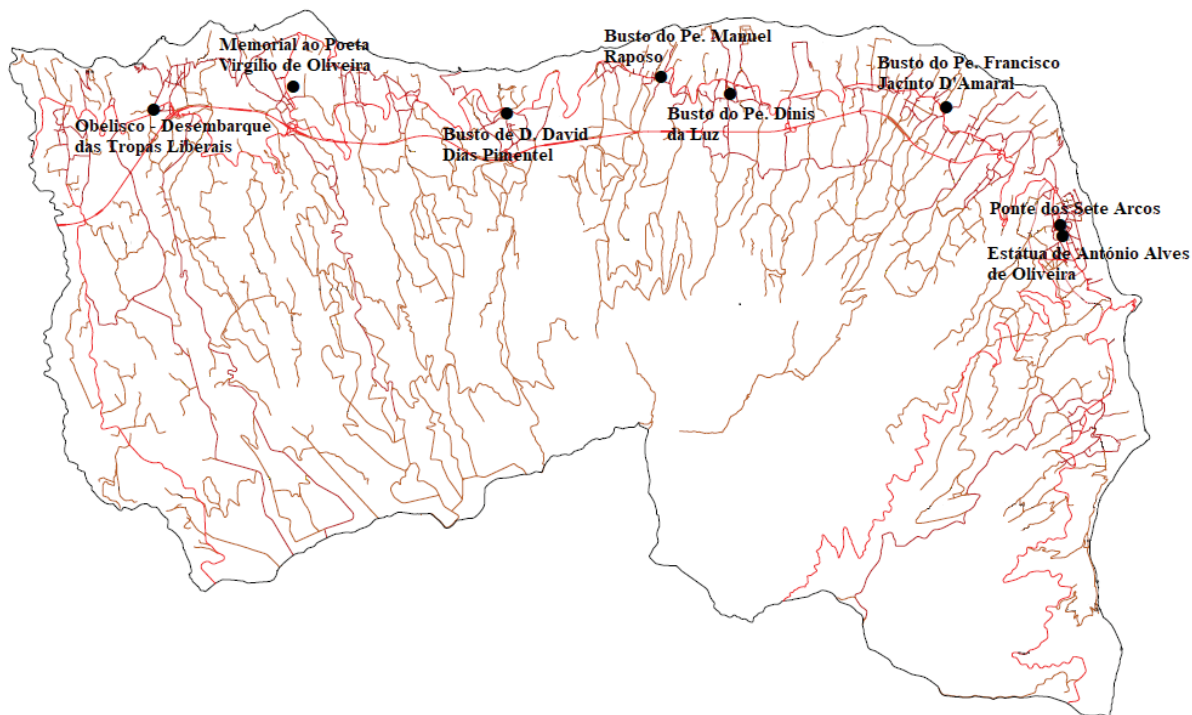 Memorial ao Poeta
Virgílio de Oliveira
Obelisco - Desembarque
das Tropas Liberais
Busto de D. David
Dias Pimentel
Busto do Pe. Manuel
Raposo
Busto do Pe. Dinis
da Luz
Busto do Pe. Francisco
Jacinto D'Amaral
Ponte dos Sete Arcos
Estátua de António Alves
de Oliveira